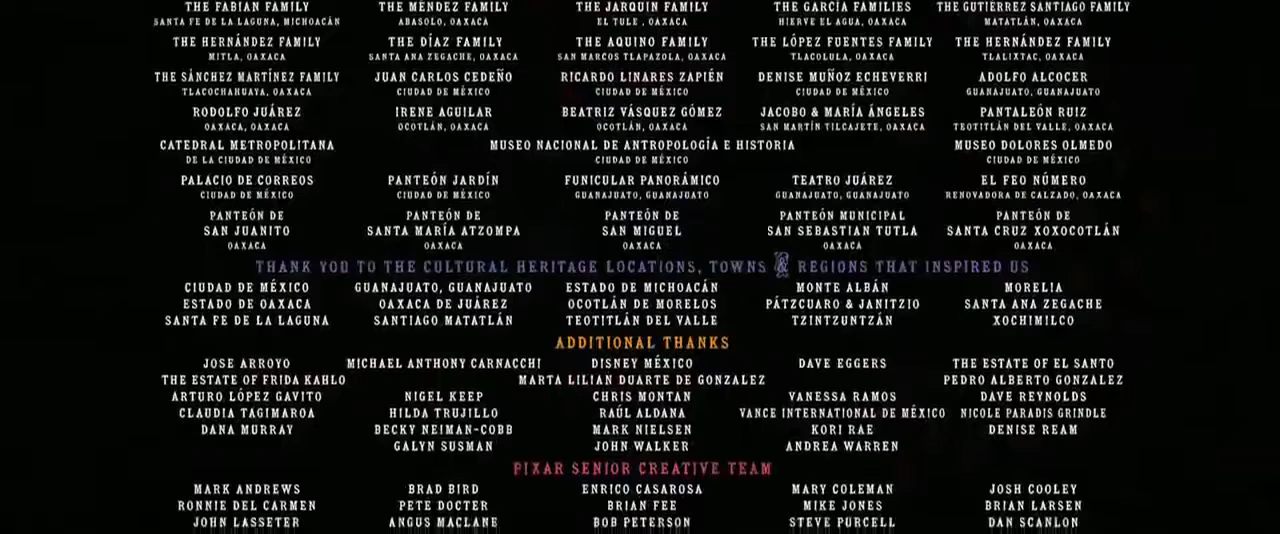 THE FABIAN FAMILY THE MÉNDEZ FAMILY THE JARQUÍN FAMILY THE GARCÍA FAMILIES THE GUTIÉRREZ SANTIAGO FAMILY
SANTA FE DE LA LAGUNA, MICHOACÁN ABASOLO, OAXACA EL TULE, OAXACA HIERVE EL AGUA, OAXACA MATATLÁN, OAXACA
THE HERNÁNDEZ FAMILY THE DÍAZ FAMILY THE AQUINO FAMILY THE LÓPEZ FUENTES FAMILY THE HERNÁNDEZ FAMILY
MITLA, OAXACA SANTA ANA ZEGACHE, OAXACA SAN MARCOS TLAPAZOLA, OAXACA TLACOLULA, OAXACA TLALIXTAC, OAXACA
THE SÁNCHEZ MARTÍNEZ FAMILY JUAN CARLOS CEDEÑO RICARDO LINARES ZAPIÉN DENISE MUÑOZ ECHEVERRI ADOLFO ALCOCER
TLACOCHAHUAYA, OAXACA CIUDAD DE MÉXICO CIUDAD DE MÉXICO CIUDAD DE MÉXICO GUANAJUATO, GUANAJUATO
RODOLFO JUÁREZ IRENE AGUILAR BEATRIZ VÁSQUEZ GÓMEZ JACOBO & MARÍA ÁNGELES PANTALEÓN RUIZ
OAXACA, OAXACA OCOTLÁN, OAXACA OCOTLÁN, OAXACA SAN MARTÍN TILCAJETE, OAXACA TEOTITLÁN DEL VALLE, OAXACA
CATEDRAL METROPOLITANA MUSEO NACIONAL DE ANTROPOLOGÍA E HISTORIA MUSEO DOLORES OLMEDO
DE LA CIUDAD DE MÉXICO CIUDAD DE MÉXICO CIUDAD DE MÉXICO
PALACIO DE CORREOS PANTEÓN JARDÍN FUNICULAR PANORÁMICO TEATRO JUÁREZ EL FEO NÚMERO
CIUDAD DE MÉXICO CIUDAD DE MÉXICO GUANAJUATO, GUANAJUATO GUANAJUATO, GUANAJUATO RENOVADORA DE CALZADO, OAXACA
PANTEÓN DE PANTEÓN DE PANTEÓN DE PANTEÓN MUNICIPAL PANTEÓN DE
SAN JUANITO SANTA MARÍA ATZOMPA SAN MIGUEL SAN SEBASTIAN TUTLA SANTA CRUZ XOXOCOTLÁN
OAXACA OAXACA OAXACA OAXACA OAXACA
THANK YOU TO THE CULTURAL HERITAGE LOCATIONS, TOWNS & REGIONS THAT INSPIRED US
CIUDAD DE MÉXICO GUANAJUATO, GUANAJUATO ESTADO DE MICHOACÁN MONTE ALBÁN MORELIA
ESTADO DE OAXACA OAXACA DE JUÁREZ OCOTLÁN DE MORELOS PÁTZCUARO & JANITZIO SANTA ANA ZEGACHE
SANTA FE DE LA LAGUNA SANTIAGO MATATLÁN TEOTITLÁN DEL VALLE TZINTZUNTZÁN XOCHIMILCO
ADDITIONAL THANKS
JOSE ARROYO MICHAEL ANTHONY CARNACCHI DISNEY MÉXICO DAVE EGGERS THE ESTATE OF EL SANTO
THE ESTATE OF FRIDA KAHLO MARTA LILIAN DUARTE DE GONZALEZ PEDRO ALBERTO GONZALEZ
ARTURO LÓPEZ GAVITO NIGEL KEEP CHRIS MONTAN VANESSA RAMOS DAVE REYNOLDS
CLAUDIA TAGIMAROA HILDA TRUJILLO RAÚL ALDANA VANCE INTERNATIONAL DE MÉXICO NICOLE PARADIS GRINDLE
DANA MURRAY BECKY NEIMAN-COBB MARK NIELSEN KORI RAE DENISE REAM
GALYN SUSMAN JOHN WALKER ANDREA WARREN
PIXAR SENIOR CREATIVE TEAM
MARK ANDREWS BRAD BIRD ENRICO CASAROSA MARY COLEMAN JOSH COOLEY
RONNIE DEL CARMEN PETE DOCTER BRIAN FEE MIKE JONES BRIAN LARSEN
JOHN LASSETER ANGUS MACLANE BOB PETERSON STEVE PURCELL DAN SCANLON